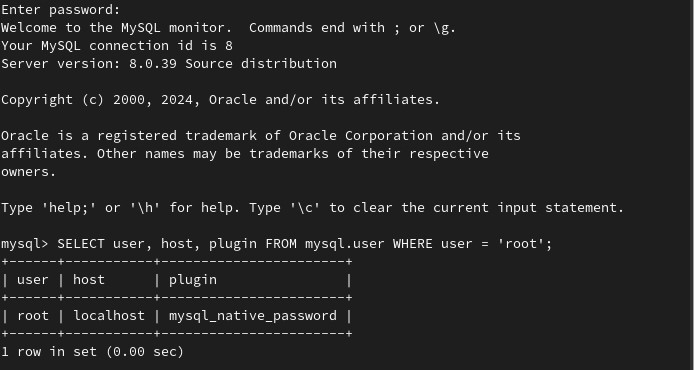 Enter password:
Welcome to the MySQL monitor.  Commands end with ; or \g.
Your MySQL connection id is 8
Server version: 8.0.39 Source distribution

Copyright (c) 2000, 2024, Oracle and/or its affiliates.

Oracle is a registered trademark of Oracle Corporation and/or its
affiliates. Other names may be trademarks of their respective
owners.

Type 'help;' or '\h' for help. Type '\c' to clear the current input statement.

mysql> SELECT user, host, plugin FROM mysql.user WHERE user = 'root';
+------+-----------+-----------------------+
| user | host      | plugin                |
+------+-----------+-----------------------+
| root | localhost | mysql_native_password |
+------+-----------+-----------------------+
1 row in set (0.00 sec)